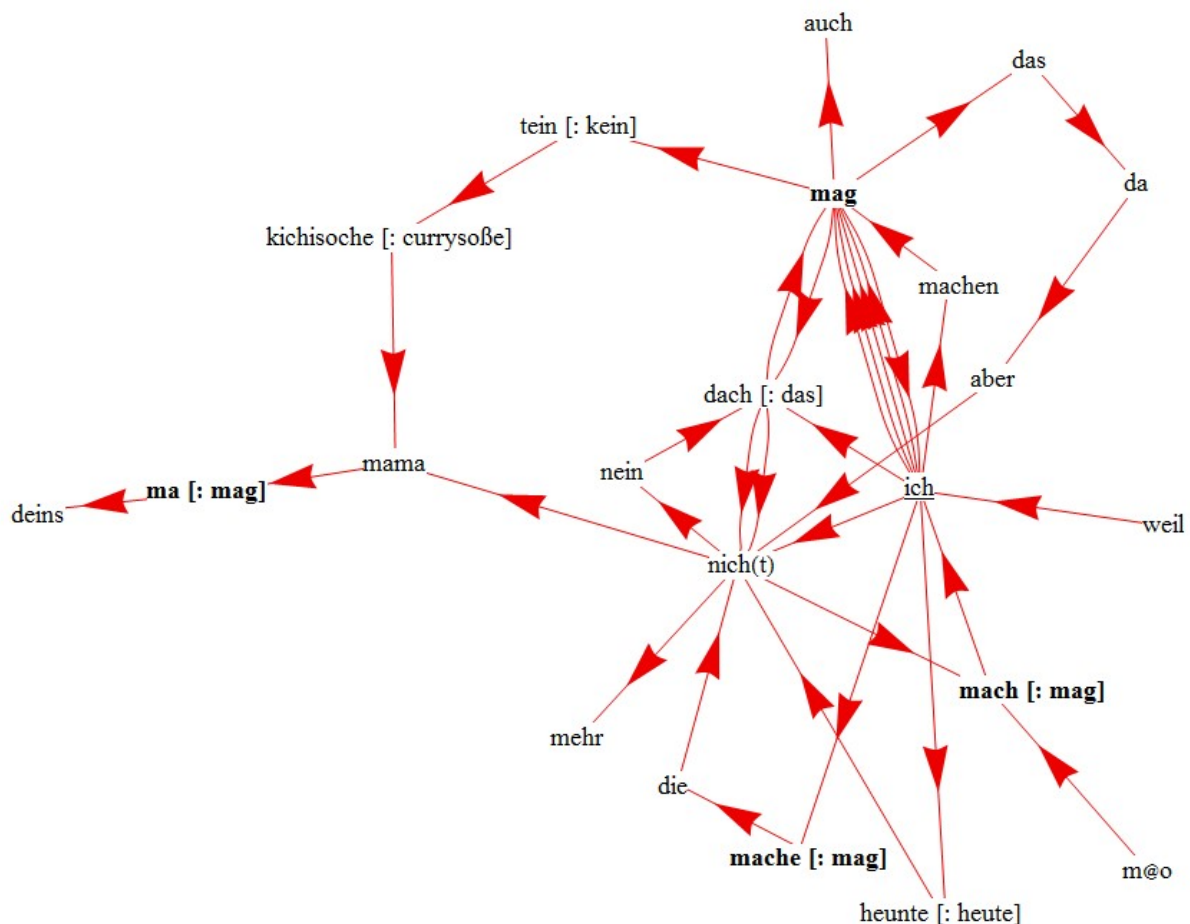 auch
das
tein [: kein]
da
mag
kichisoche [: currysoße]
machen
aber
dach [: das]
mama
nein
ma [: mag]
ich
deins
weil
nich(t)
mach [: mag]
mehr
die
mache [: mag]
m@o
heunte [: heute]